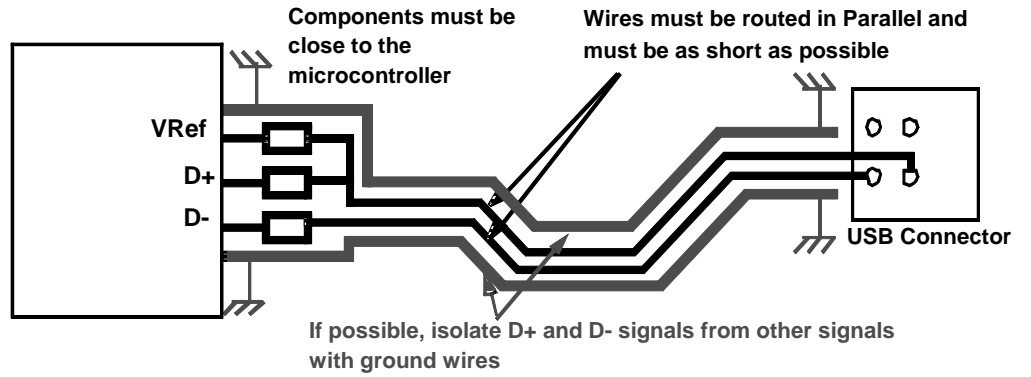 Components must be
close to the
microcontroller
Wires must be routed in Parallel and
must be as short as possible
VRef
D+
D-
USB Connector
If possible, isolate D+ and D- signals from other signals
with ground wires